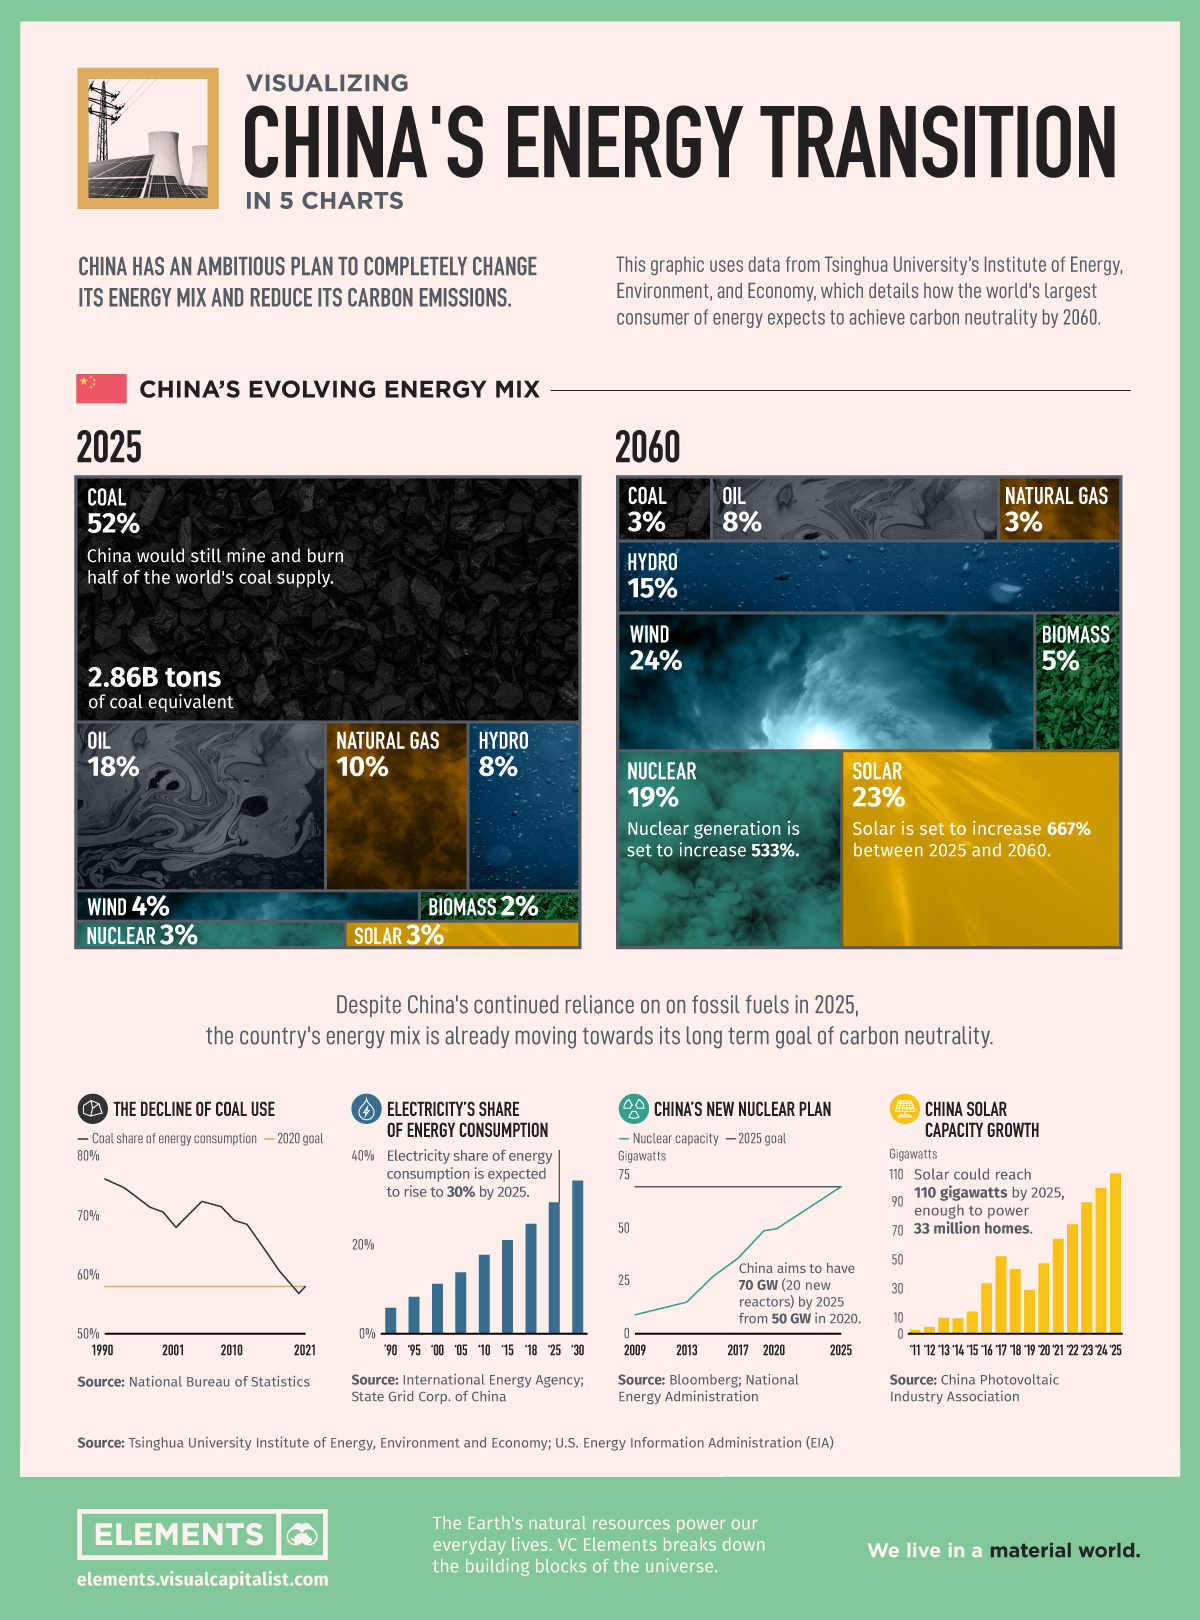 VISUALIZING
CHINA'S ENERGY TRANSITION
IN 5 CHARTS
CHINA HAS AN AMBITIOUS PLAN TO COMPLETELY CHANGE
ITS ENERGY MIX AND REDUCE ITS CARBON EMISSIONS.
This graphic uses data from Tsinghua University's Institute of Energy,
Environment, and Economy, which details how the world's largest
consumer of energy expects to achieve carbon neutrality by 2060.
CHINA'S EVOLVING ENERGY MIX
2025
COAL
52%
China would still mine and burn
half of the world's coal supply.
2.86B tons
of coal equivalent
OIL
18%
NATURAL GAS
10%
HYDRO
8%
WIND 4%
BIOMASS 2%
NUCLEAR 3%
SOLAR 3%
2060
COAL
3%
OIL
8%
NATURAL GAS
3%
HYDRO
15%
WIND
24%
BIOMASS
5%
NUCLEAR
19%
Nuclear generation is
set to increase 533%.
SOLAR
23%
Solar is set to increase 667%
between 2025 and 2060.
Despite China's continued reliance on on fossil fuels in 2025,
the country's energy mix is already moving towards its long term goal of carbon neutrality.
THE DECLINE OF COAL USE
Coal share of energy consumption 2020 goal
80%
70%
60%
50%
1990 2001 2010 2021
Source: National Bureau of Statistics
ELECTRICITY'S SHARE
OF ENERGY CONSUMPTION
40%
Electricity share of energy
consumption is expected
to rise to 30% by 2025.
20%
0%
'90 '95 '00 '05 '10 '15 '18 '25 '30
Source: International Energy Agency;
State Grid Corp. of China
CHINA'S NEW NUCLEAR PLAN
Nuclear capacity 2025 goal
Gigawatts
75
50
25
0
China aims to have
70 GW (20 new
reactors) by 2025
from 50 GW in 2020.
2009 2013 2017 2020 2025
Source: Bloomberg; National
Energy Administration
CHINA SOLAR
CAPACITY GROWTH
Gigawatts
110
90
70
50
30
10
0
Solar could reach
110 gigawatts by 2025,
enough to power
33 million homes.
'11 '12 '13 '14 '15 '16 '17 '18 '19 '20 '21 '22 '23 '24 '25
Source: China Photovoltaic
Industry Association
Source: Tsinghua University Institute of Energy, Environment and Economy; U.S. Energy Information Administration (EIA)
ELEMENTS
elements.visualcapitalist.com
The Earth's natural resources power our
everyday lives. VC Elements breaks down
the building blocks of the universe.
We live in a material world.